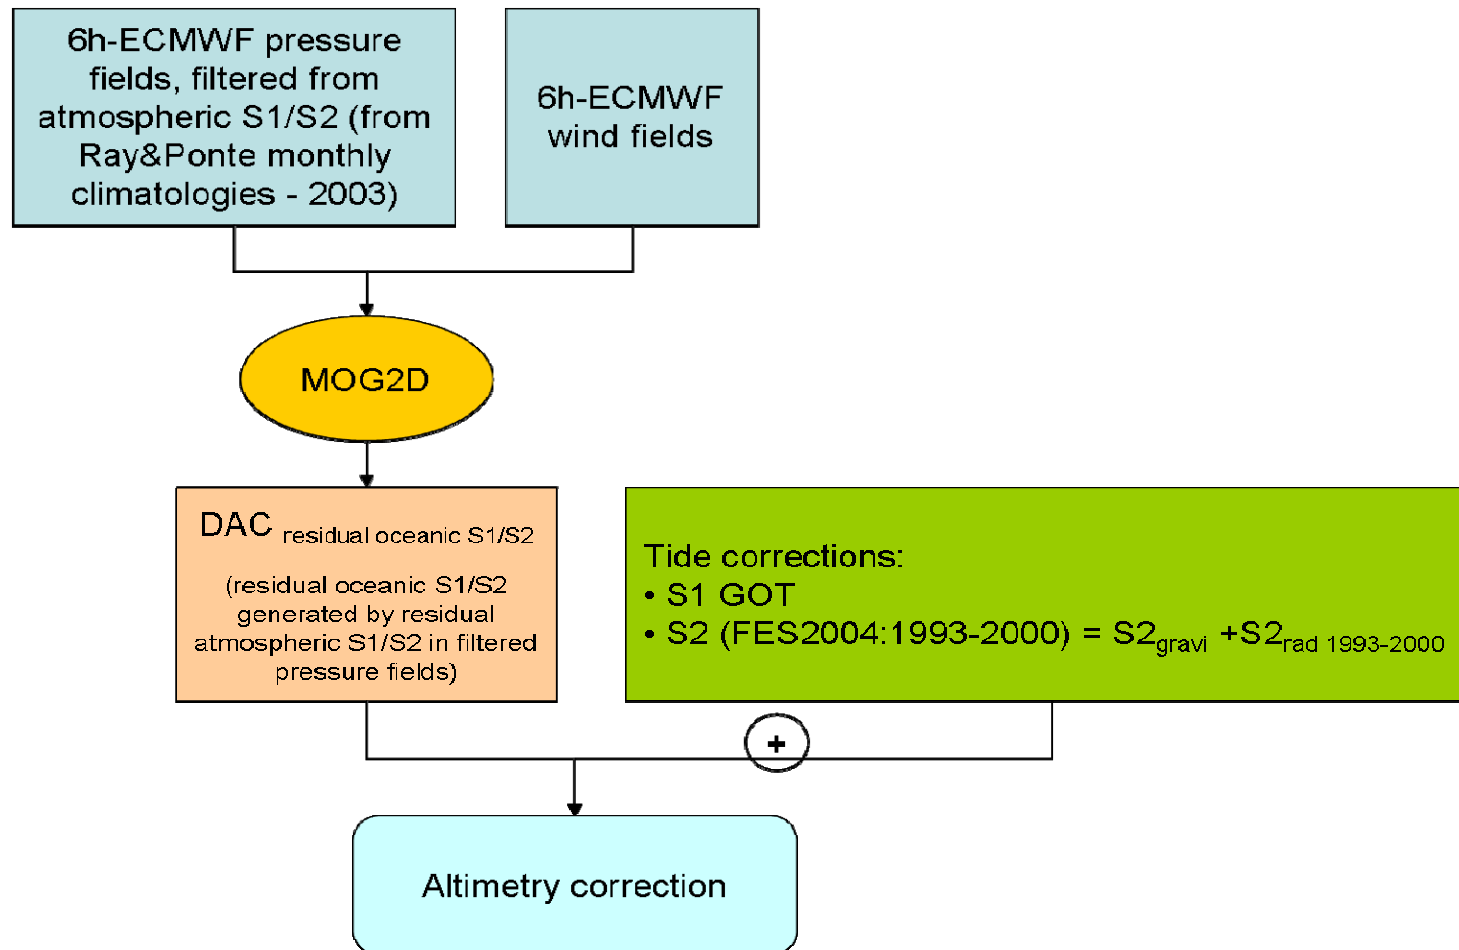 6h-ECMWF pressure
fields, filtered from
atmospheric S1/S2 (from
Ray&Ponte monthly
climatologies - 2003)
6h-ECMWF
wind fields
MOG2D
DAC residual oceanic S1/S2
(residual oceanic S1/S2
generated by residual
atmospheric S1/S2 in filtered
pressure fields)
Tide corrections:
• S1 GOT
• S2 (FES2004:1993-2000) = S2gravi +S2rad 1993-2000
+
Altimetry correction